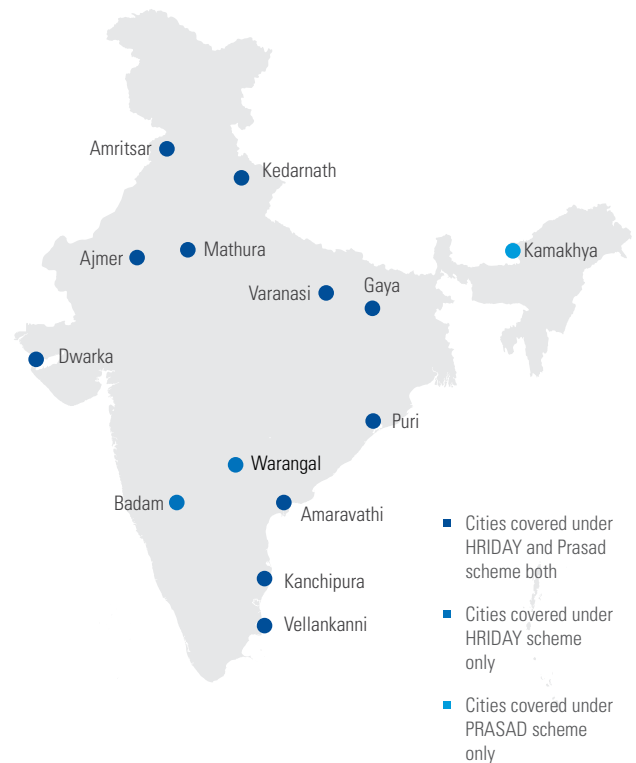 Amritsar
Kedarnath
Mathura
Kamakhya
Ajmer
Gaya
Varanasi
Dwarka
Puri
Warangal
Badam
Amaravathi
Kanchipura
Vellankanni
Cities covered under
HRIDAY and Prasad
scheme both
Cities covered under
HRIDAY scheme
only
Cities covered under
PRASAD scheme
only